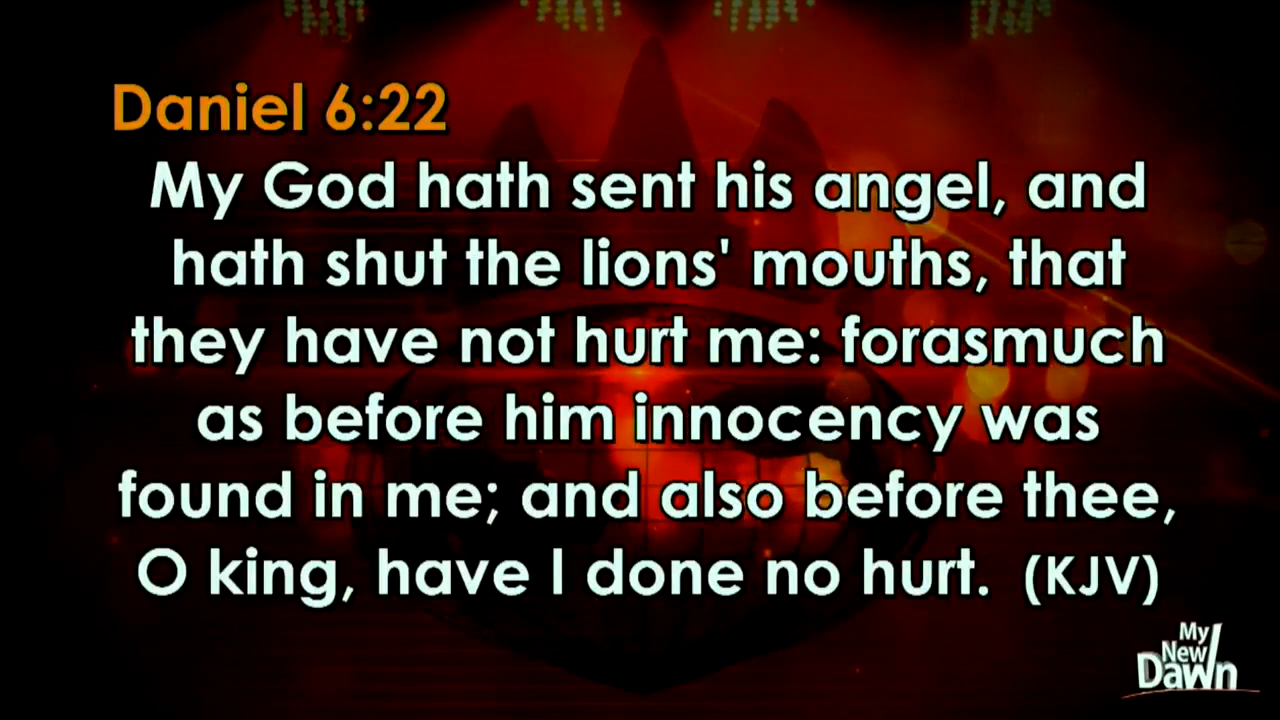 Daniel 6:22
My God hath sent his angel, and
hath shut the lions' mouths, that
they have not hurt me: forasmuch
as before him innocency was
found in me; and also before thee,
O king, have I done no hurt. (KJV)
My
New
Dawn